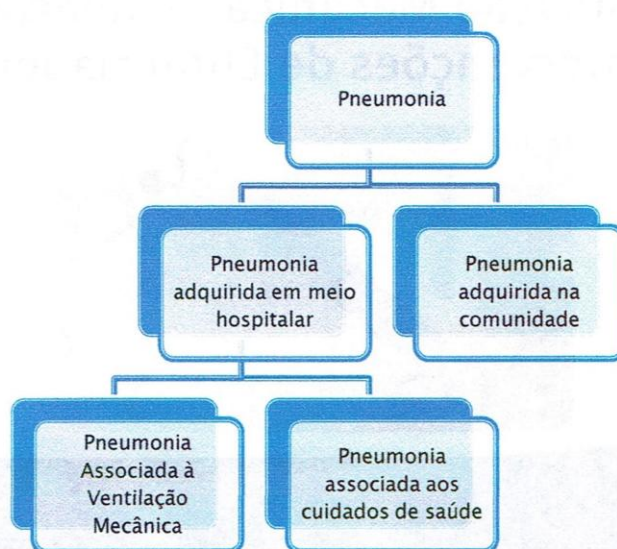 Pneumonia
Pneumonia
adquirida em meio
hospitalar
Pneumonia
adquirida na
comunidade
Pneumonia
Associada à
Ventilação
Mecânica
Pneumonia
associada aos
cuidados de saúde